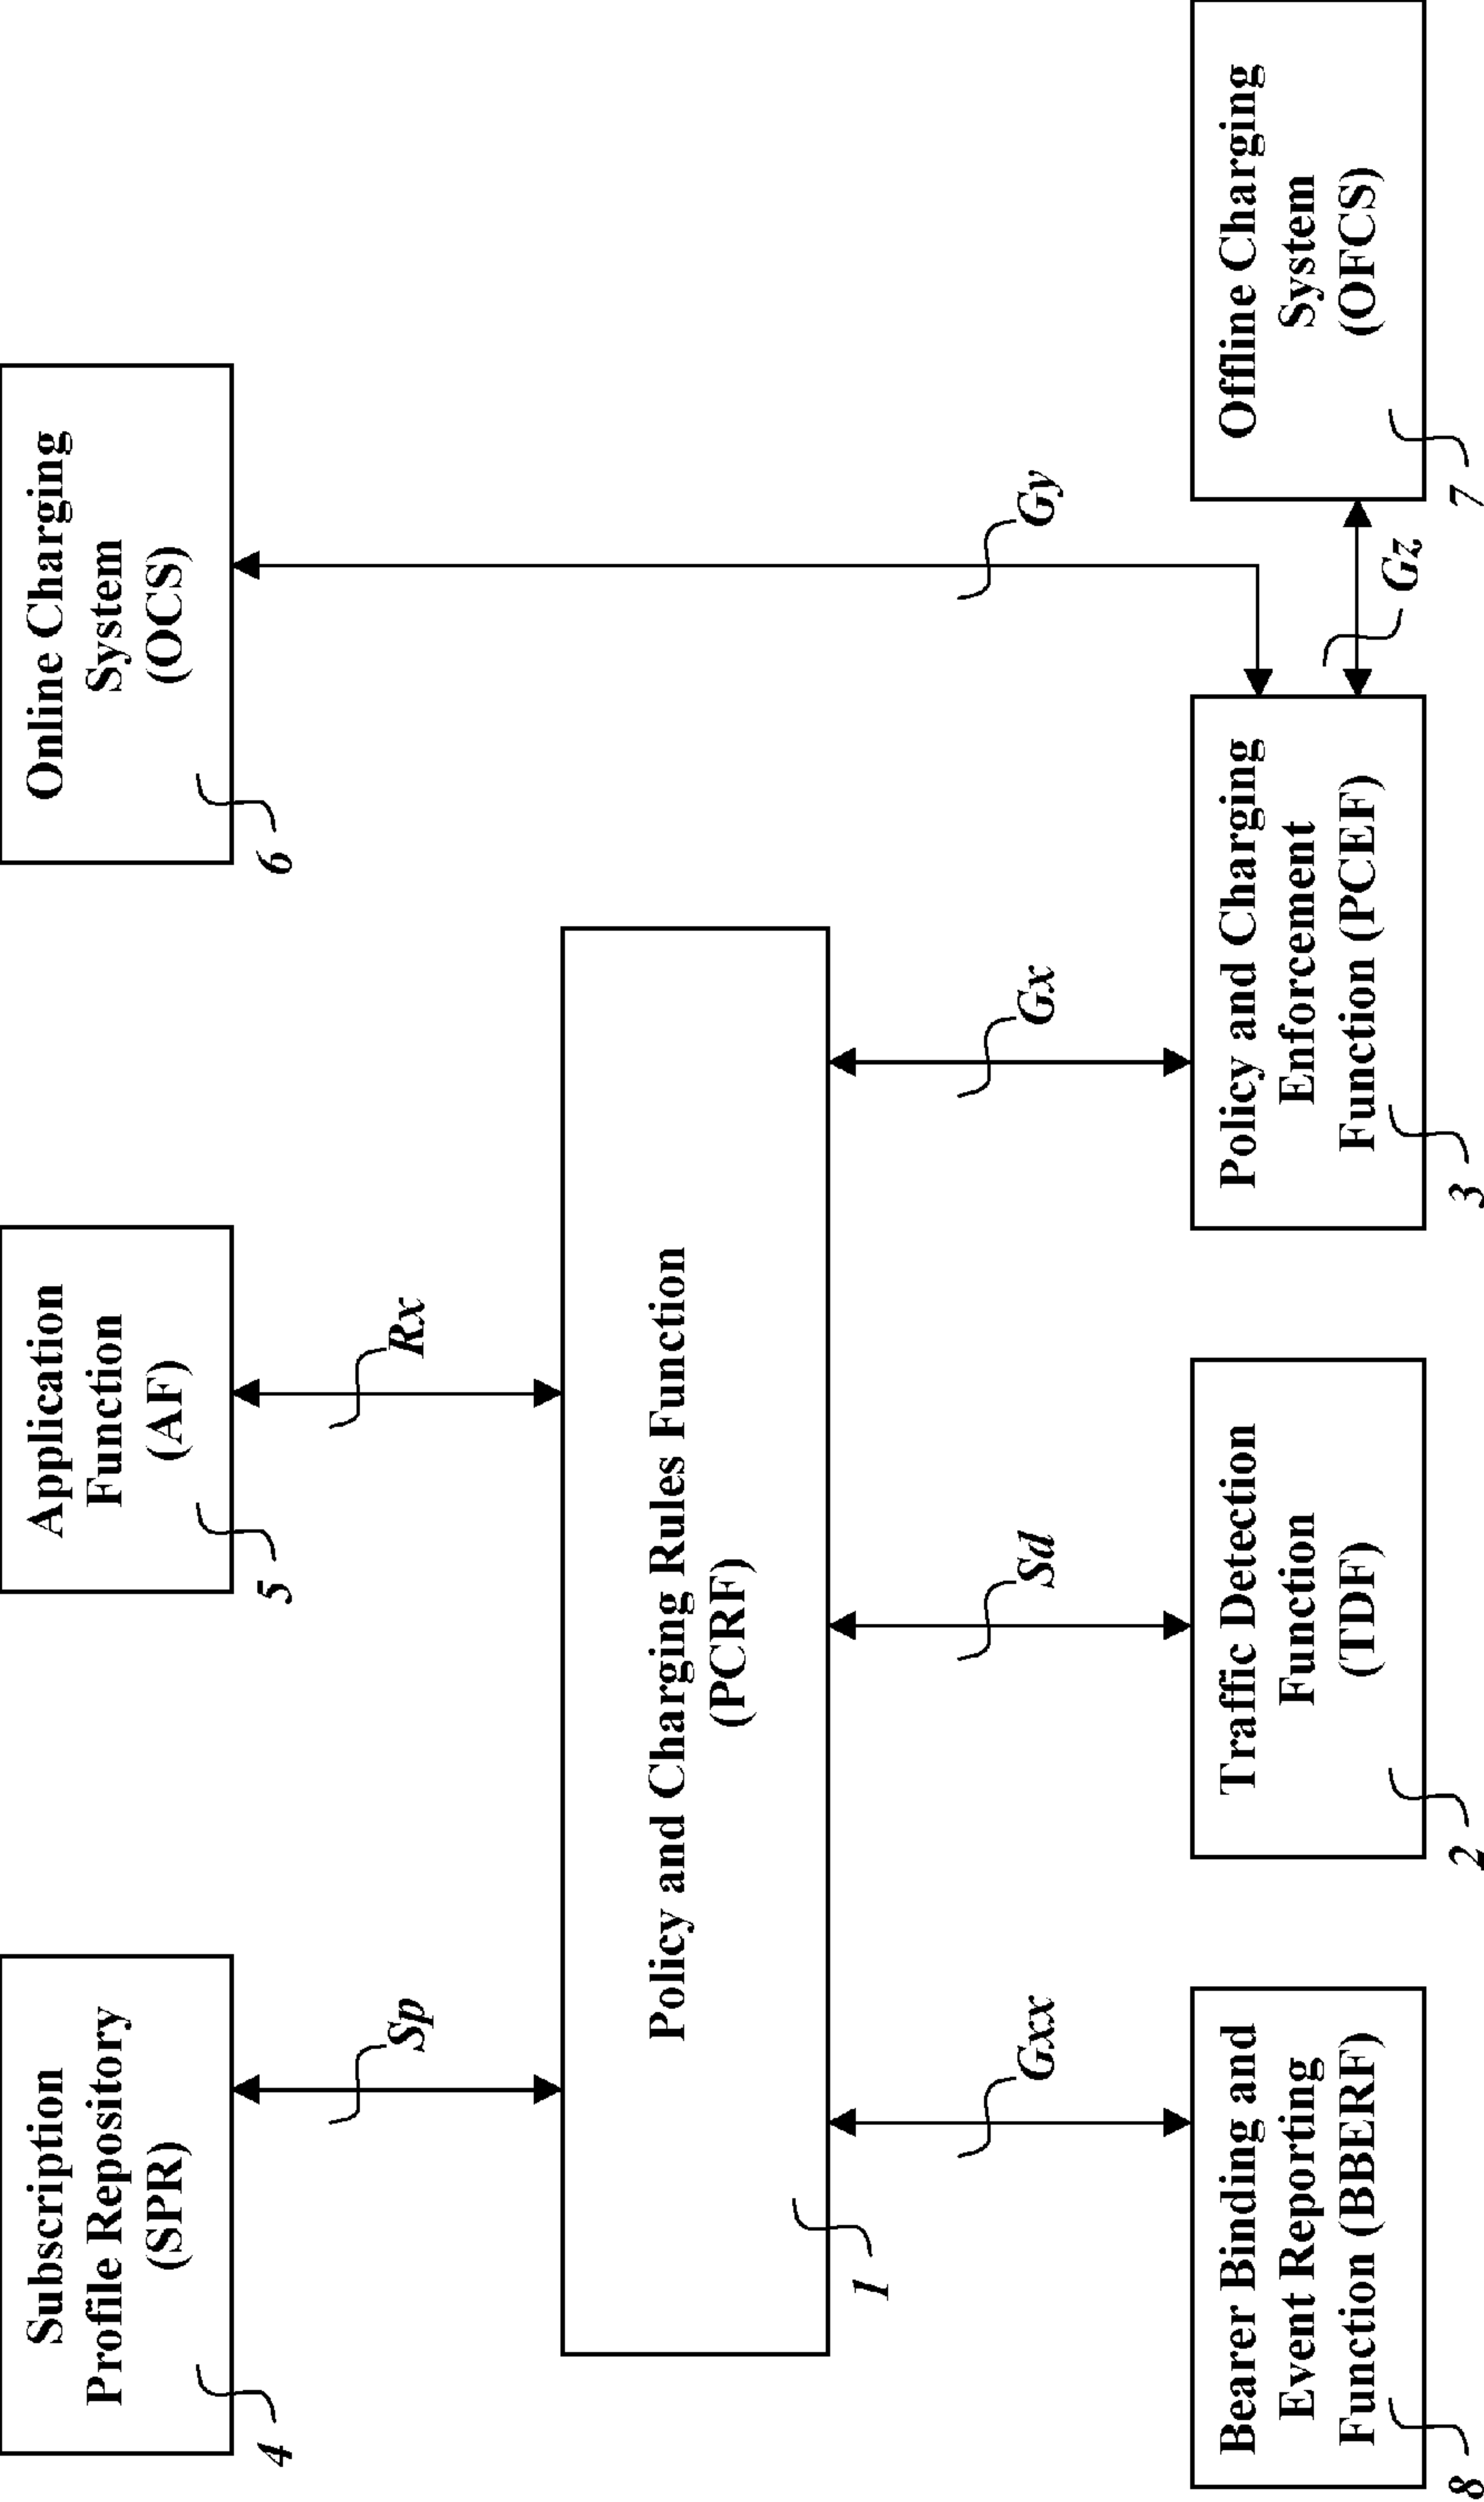 Subscription
Profile Repository
(SPR)
4
Application
Function
(AF)
5
Online Charging
System
(OCS)
6
Sp
Rx
Policy and Charging Rules Function
(PCRF)
1
Gxx
Sd
Gx
Gy
Bearer Binding and
Event Reporting
Function (BBERF)
8
Traffic Detection
Function
(TDF)
2
Policy and Charging
Enforcement
Function (PCEF)
3
Gz
Offline Charging
System
(OFCS)
7